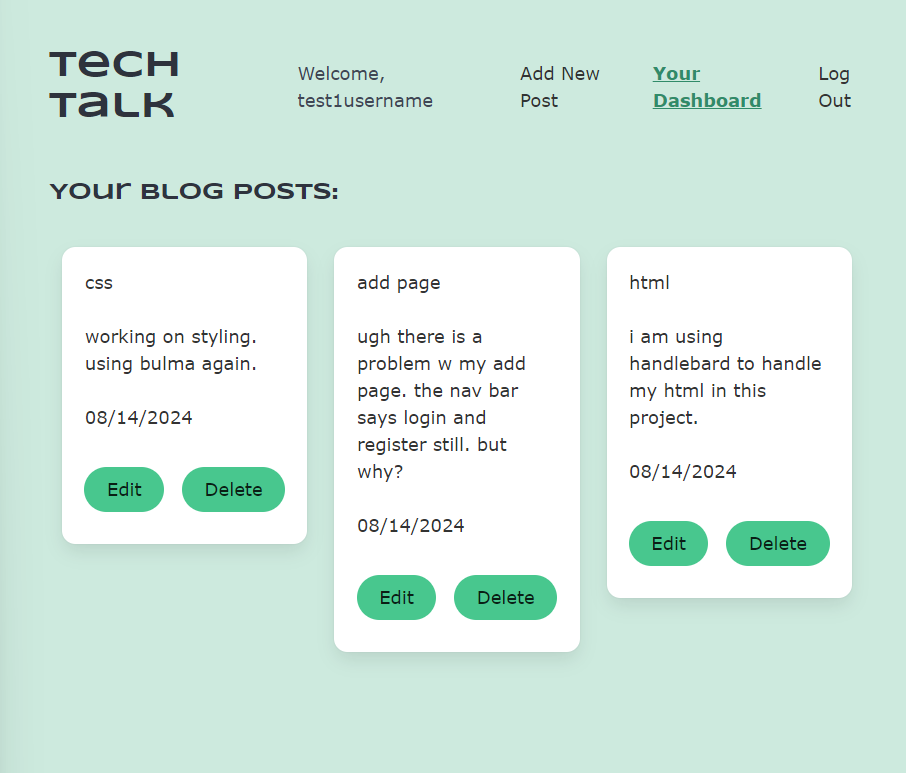 Tech
Talk
Welcome,
test1username
Add New
Post
Your
Dashboard
Log
Out
Your Blog Posts:
css
working on styling.
using bulma again.
08/14/2024
Edit
Delete
add page
ugh there is a
problem w my add
page. the nav bar
says login and
register still. but
why?
08/14/2024
Edit
Delete
html
i am using
handlebard to handle
my html in this
project.
08/14/2024
Edit
Delete